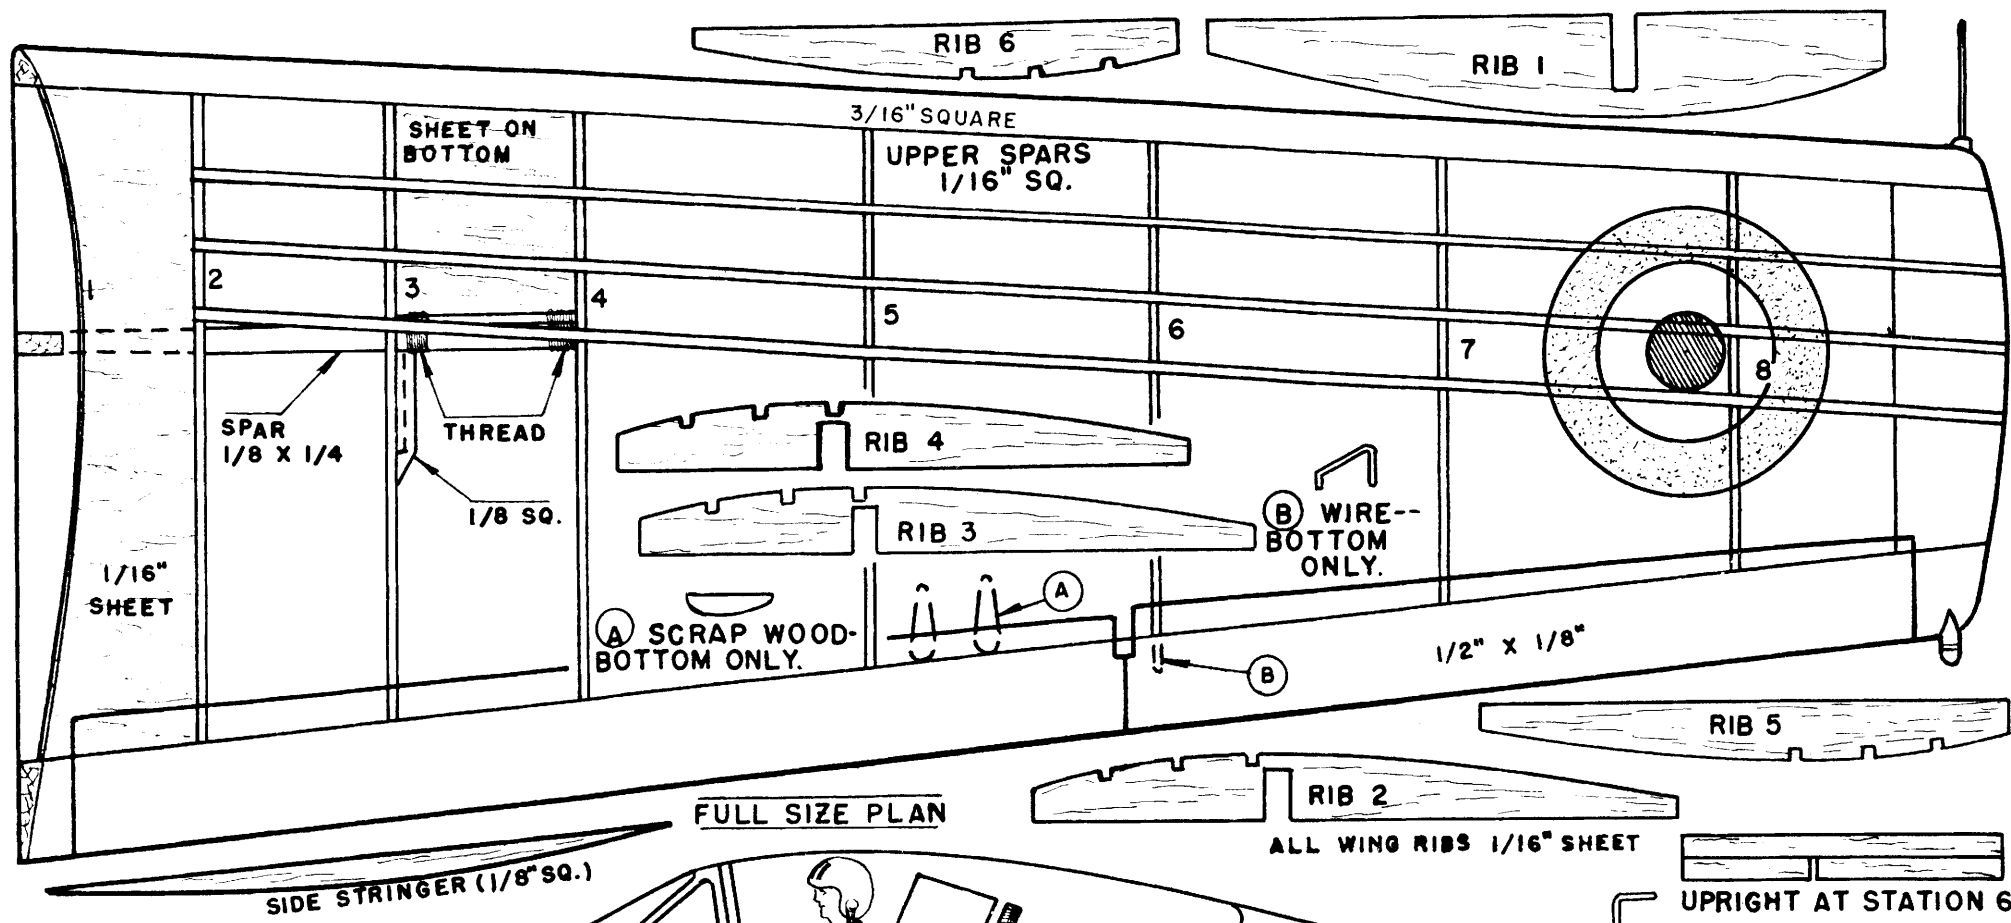 RIB 6
RIB 1
3/16" SQUARE
SHEET ON
BOTTOM
UPPER SPARS
1/16" SQ.
1
2
3
4
5
6
7
8
SPAR
1/8 X 1/4
THREAD
1/8 SQ.
RIB 4
RIB 3
B WIRE--
BOTTOM
ONLY.
1/16"
SHEET
A SCRAP WOOD-
BOTTOM ONLY.
A
B
1/2" X 1/8"
RIB 5
RIB 2
FULL SIZE PLAN
ALL WING RIBS 1/16" SHEET
SIDE STRINGER (1/8" SQ.)
UPRIGHT AT STATION 6